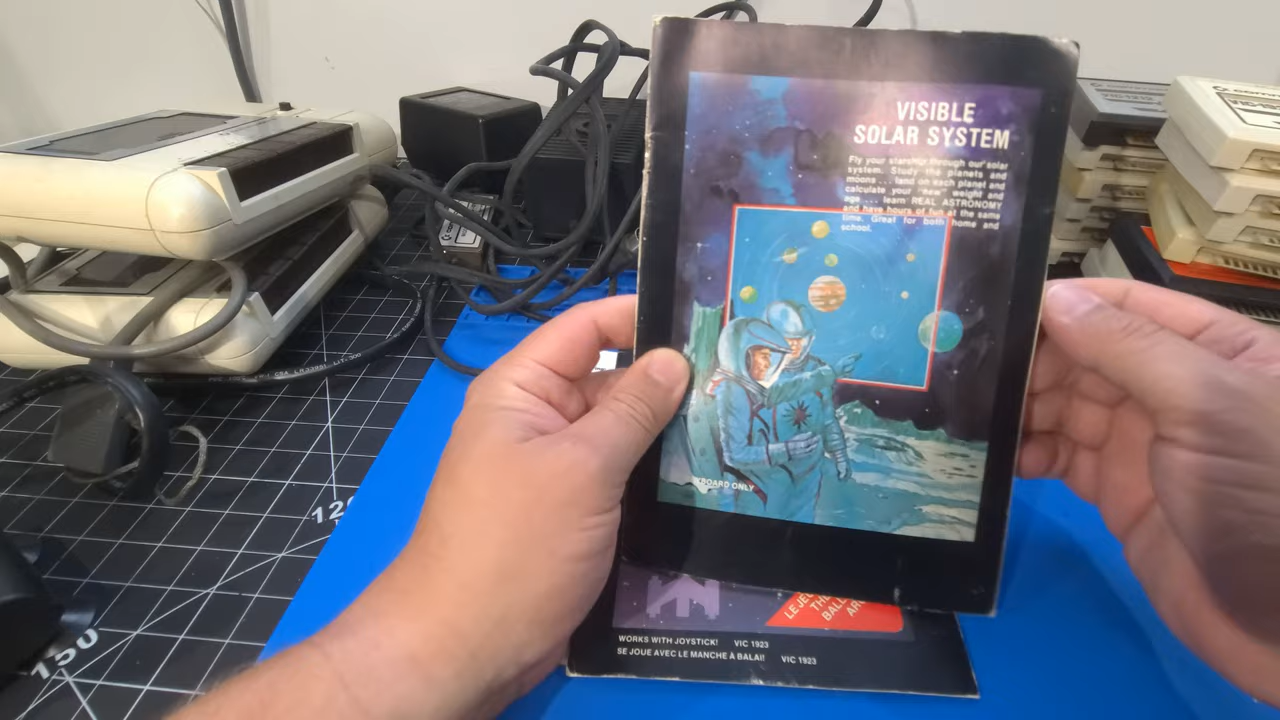 VISIBLE
SOLAR SYSTEM
Fly your starship through our solar
system. Study the planets and
moons . . . land on each planet and
calculate your "new" weight and
age . . . learn REAL ASTRONOMY
and have hours of fun at the same
time. Great for both home and
school.
BOARD ONLY
WORKS WITH JOYSTICK! VIC 1923
SE JOUE AVEC LE MANCHE À BALAI! VIC 1923
150